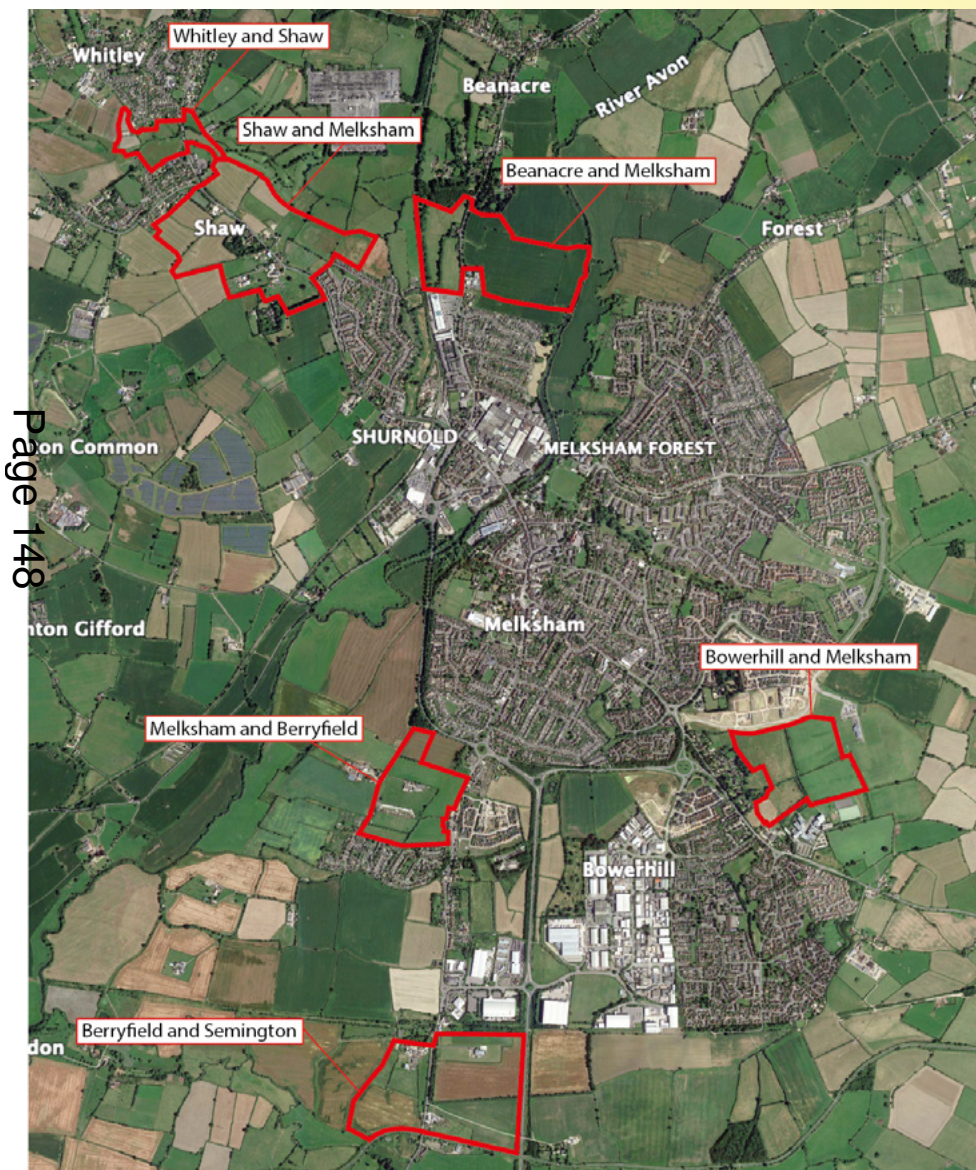 Whitley and Shaw
Whitley
Beanacre
River Avon
Shaw and Melksham
Beanacre and Melksham
Shaw
Forest
SHURNOLD
MELKSHAM FOREST
ton Common
Page 148
nton Gifford
Melksham
Bowerhill and Melksham
Melksham and Berryfield
Bowerhill
Berryfield and Semington
don